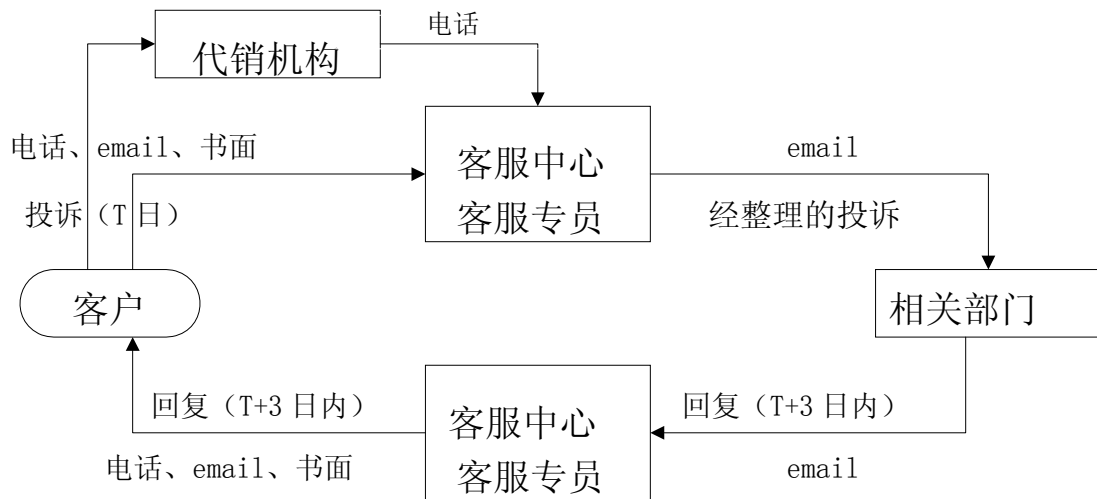 电话
代销机构
电话、email、书面
客服中心
客服专员
email
投诉（T 日）
经整理的投诉
客户
相关部门
回复（T+3 日内）
客服中心
客服专员
回复（T+3 日内）
电话、email、书面
email